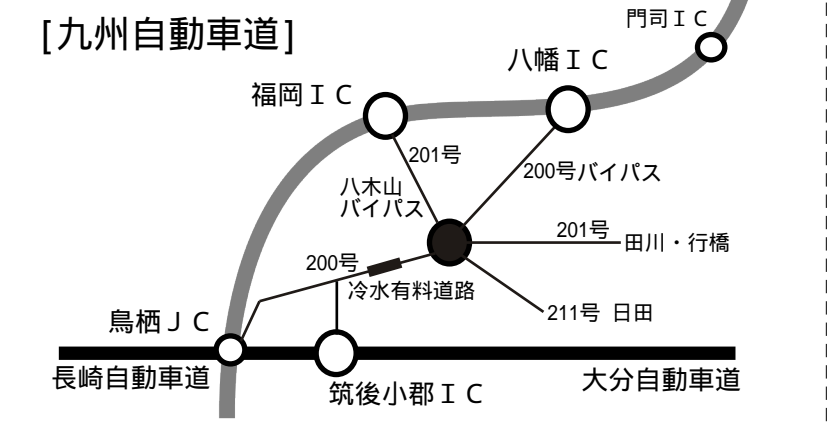 [九州自動車道]
門司ＩＣ
八幡ＩＣ
福岡ＩＣ
201号
八木山
バイパス
200号バイパス
201号
田川・行橋
200号
冷水有料道路
211号 日田
鳥栖ＪＣ
長崎自動車道
筑後小郡ＩＣ
大分自動車道